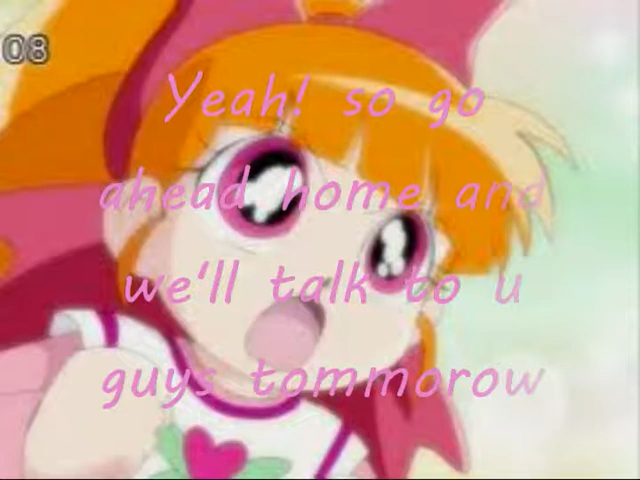 08
Yeah! so go
ahead home and
we'll talk to u
guys tommorow